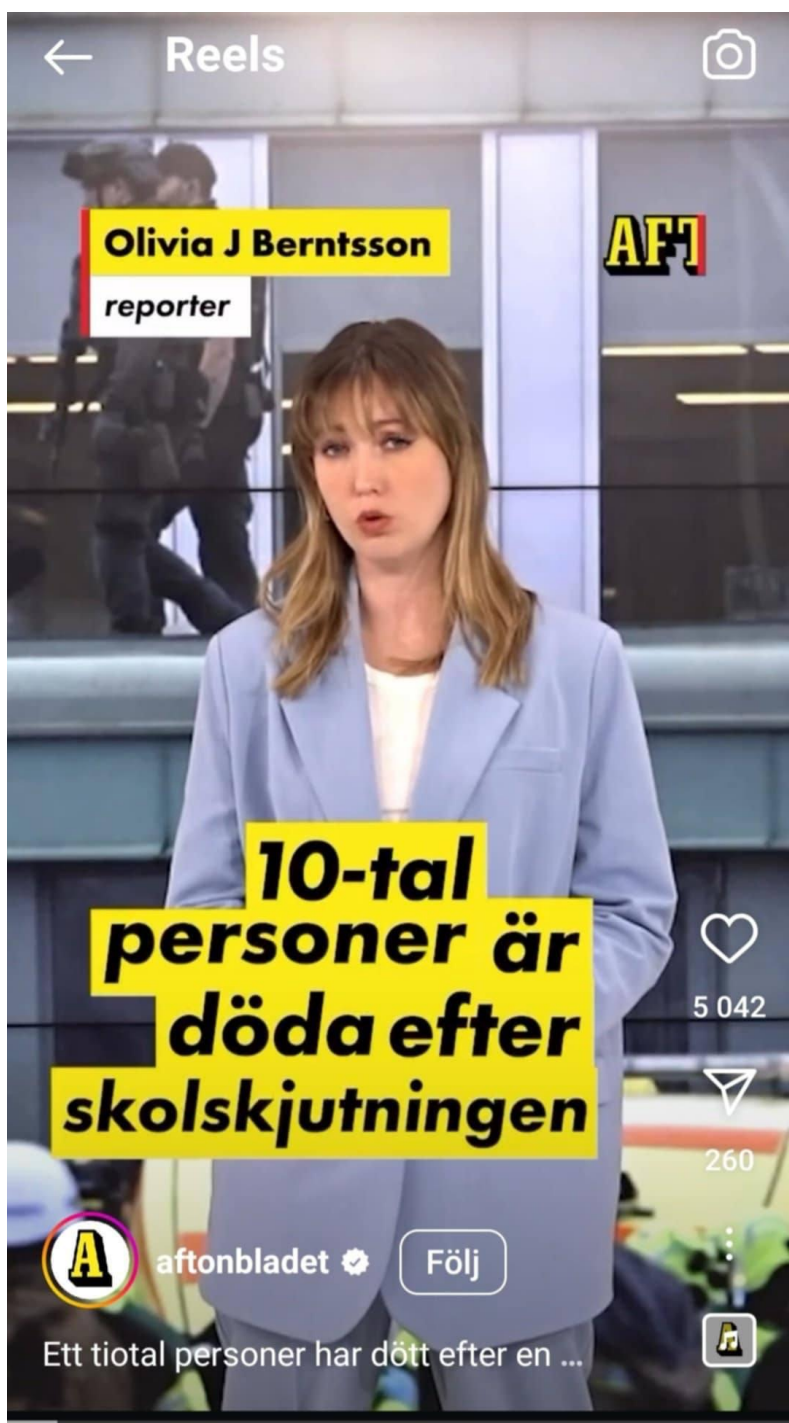 Reels
Olivia J Berntsson
reporter
AFT
10-tal
personer är
döda efter
skolskjutningen
5 042
260
A aftonbladet Följ
Ett tiotal personer har dött efter en ...